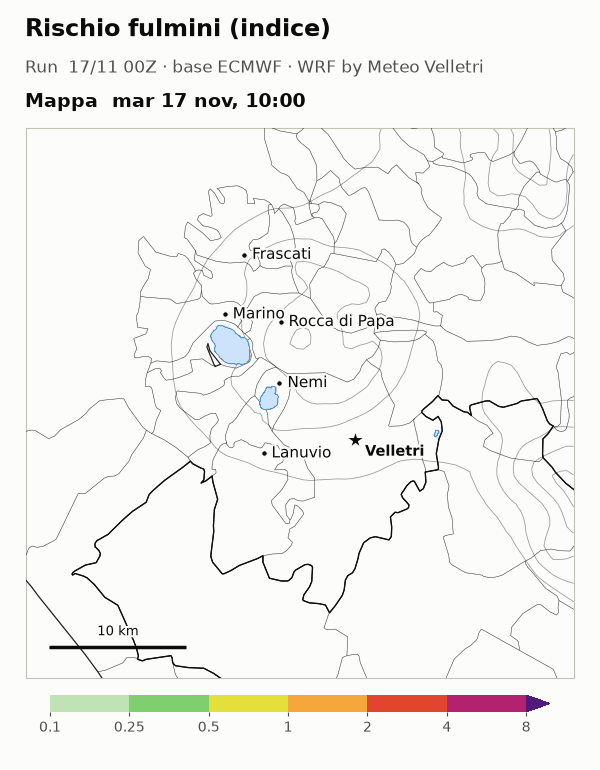 Rischio fulmini (indice)
Run  17/11 00Z · base ECMWF · WRF by Meteo Velletri
Mappa  mar 17 nov, 10:00
Frascati
Marino
Rocca di Papa
Nemi
Velletri
Lanuvio
10 km
0.1 0.25 0.5 1 2 4 8